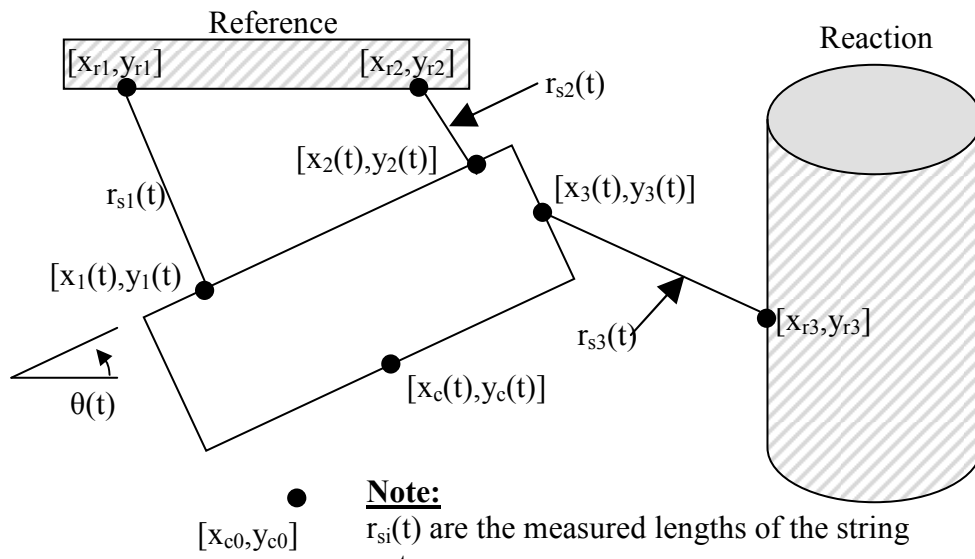 Reference
Reaction
[xr1,yr1]
[xr2,yr2]
rs2(t)
[x2(t),y2(t)]
rs1(t)
[x3(t),y3(t)]
[x1(t),y1(t)
[xr3,yr3]
rs3(t)
θ(t)
[xc(t),yc(t)]
Note:
[xc0,yc0]
rsi(t) are the measured lengths of the string